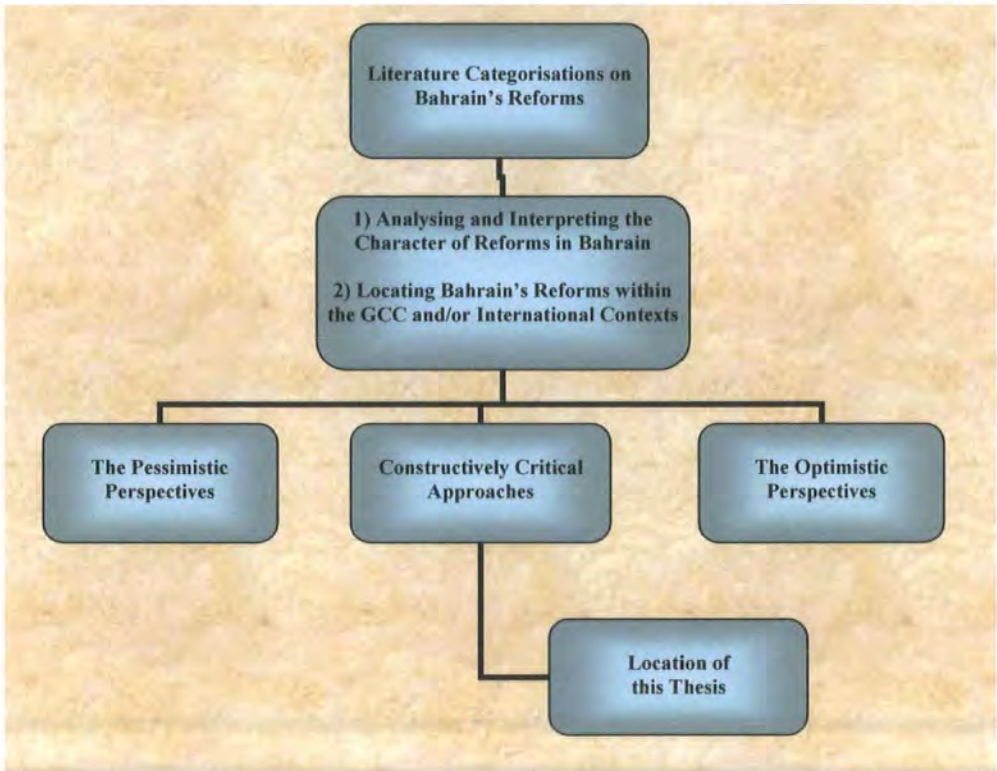 Literature Categorisations on
Bahrain's Reforms
1) Analysing and Interpreting the
Character of Reforms in Bahrain
2) Locating Bahrain's Reforms within
the GCC and/or International Contexts
The Pessimistic
Perspectives
Constructively Critical
Approaches
The Optimistic
Perspectives
Location of
this Thesis